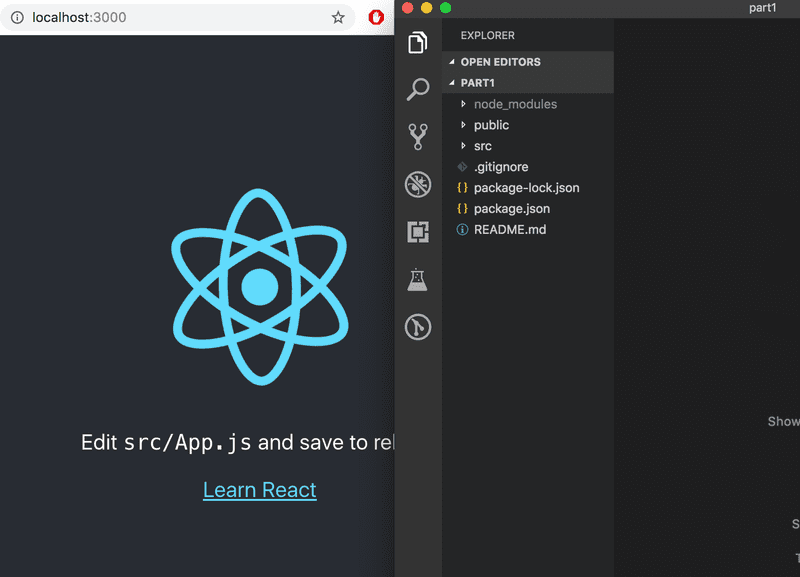 localhost:3000
Edit src/App.js and save to
Learn React
part1
EXPLORER
OPEN EDITORS
PART1
node_modules
public
src
.gitignore
{} package-lock.json
{} package.json
README.md
Show
S
T